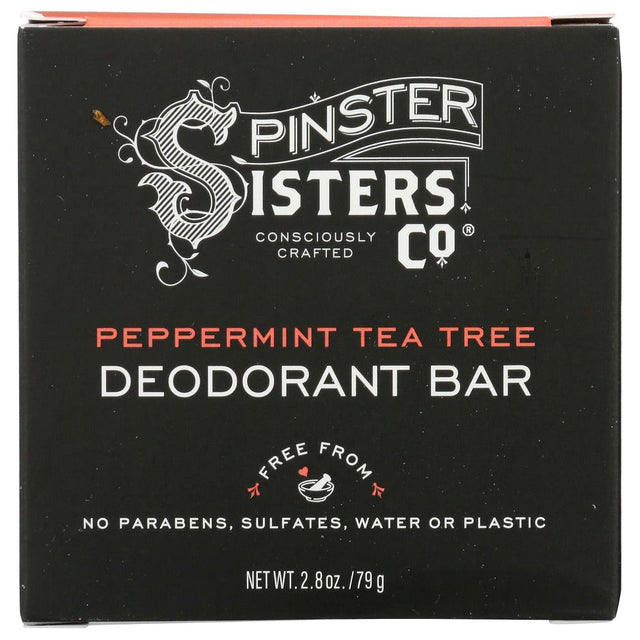 SPINSTER
SISTERS
CO®
CONSCIOUSLY
CRAFTED
PEPPERMINT TEA TREE
DEODORANT BAR
FREE FROM
NO PARABENS, SULFATES, WATER OR PLASTIC
NET WT. 2.8 oz. / 79 g